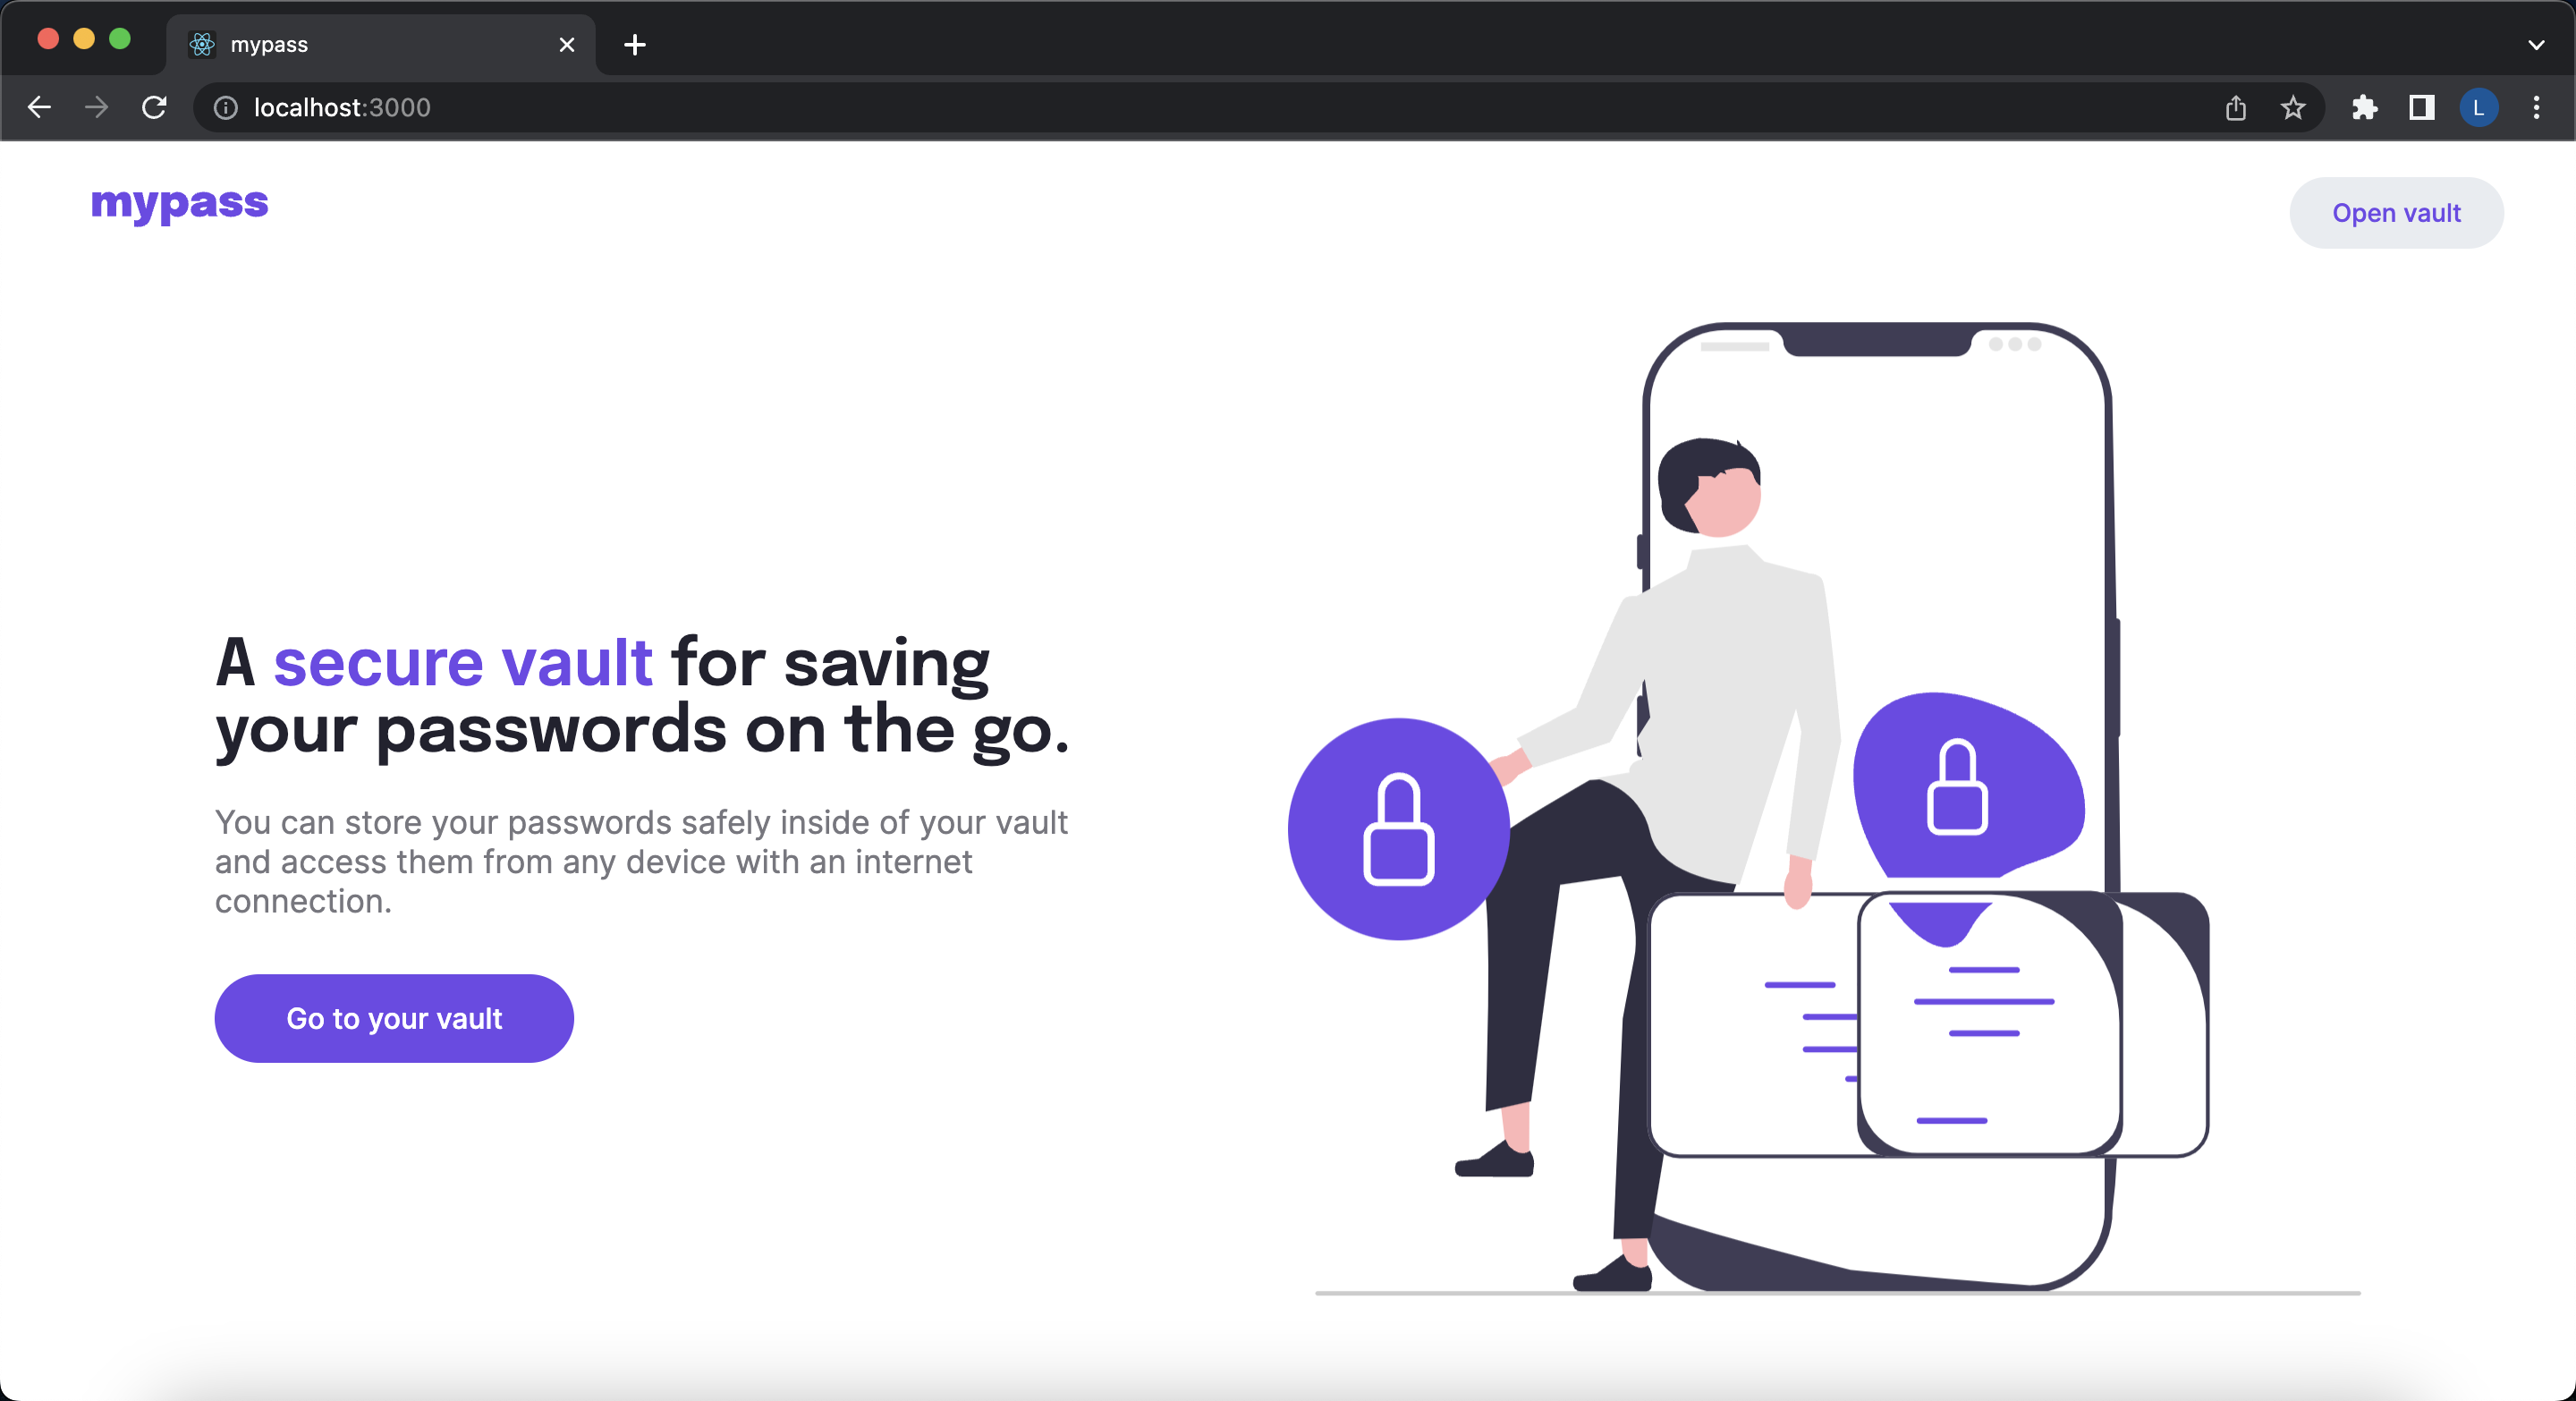 mypass
localhost:3000
L
mypass
Open vault
A secure vault for saving
your passwords on the go.
You can store your passwords safely inside of your vault
and access them from any device with an internet
connection.
Go to your vault